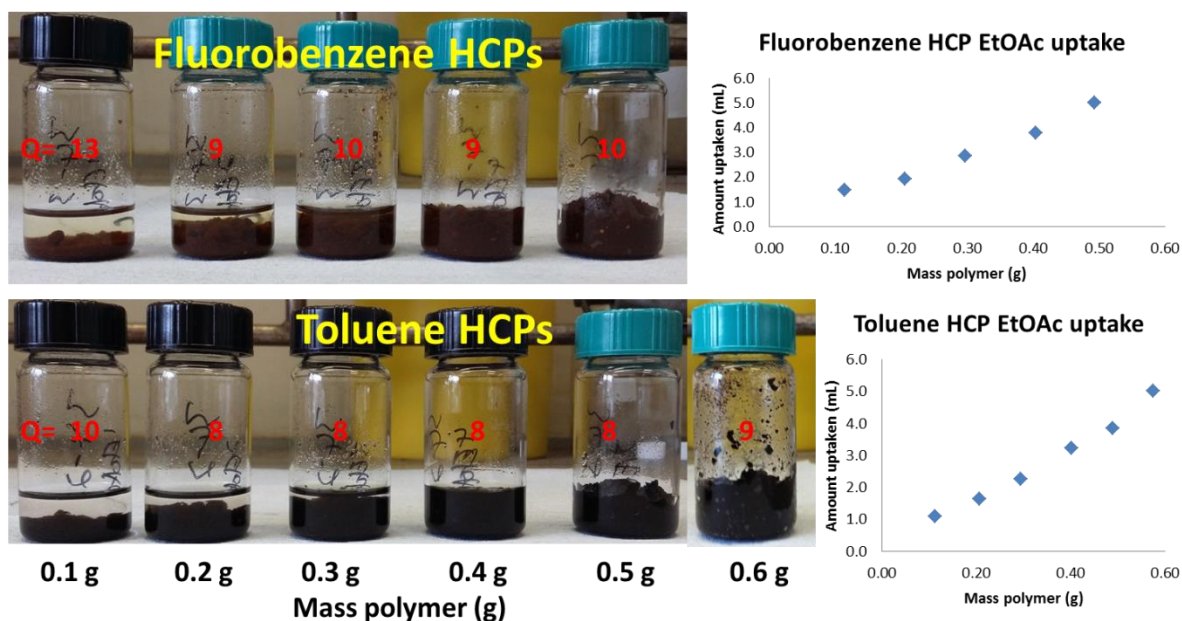 Fluorobenzene HCPs
Q= 13 9 10 9 10
Fluorobenzene HCP EtOAc uptake
Amount uptaken (mL)
6.0
5.0
4.0
3.0
2.0
1.0
0.0
0.00 0.10 0.20 0.30 0.40 0.50 0.60
Mass polymer (g)
Toluene HCPs
Q= 10 8 8 8 8 9
0.1 g 0.2 g 0.3 g 0.4 g 0.5 g 0.6 g
Mass polymer (g)
Toluene HCP EtOAc uptake
Amount uptaken (mL)
6.0
5.0
4.0
3.0
2.0
1.0
0.0
0.00 0.20 0.40 0.60
Mass polymer (g)